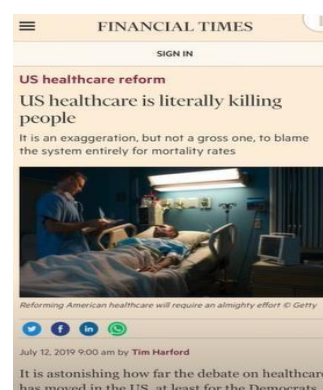 FINANCIAL TIMES
SIGN IN
US healthcare reform
US healthcare is literally killing
people
It is an exaggeration, but not a gross one, to blame
the system entirely for mortality rates
Reforming American healthcare will require an almighty effort © Getty
July 12, 2019 9:00 am by Tim Harford
It is astonishing how far the debate on healthcare
has moved in the US, at least for the Democrats